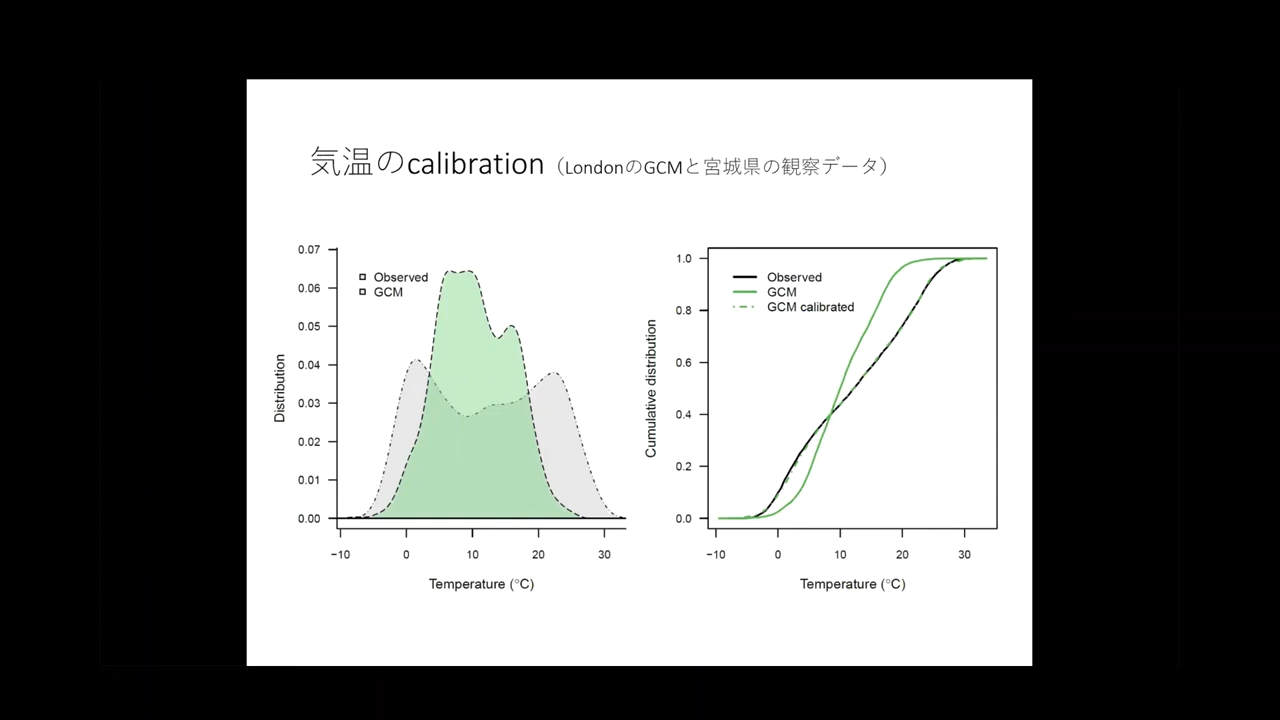 気温のcalibration（LondonのGCMと宮城県の観察データ）
0.07
0.06
0.05
0.04
0.03
0.02
0.01
0.00
Distribution
Observed
GCM
−10 0 10 20 30
Temperature (°C)
1.0
0.8
0.6
0.4
0.2
0.0
Cumulative distribution
Observed
GCM
GCM calibrated
−10 0 10 20 30
Temperature (°C)